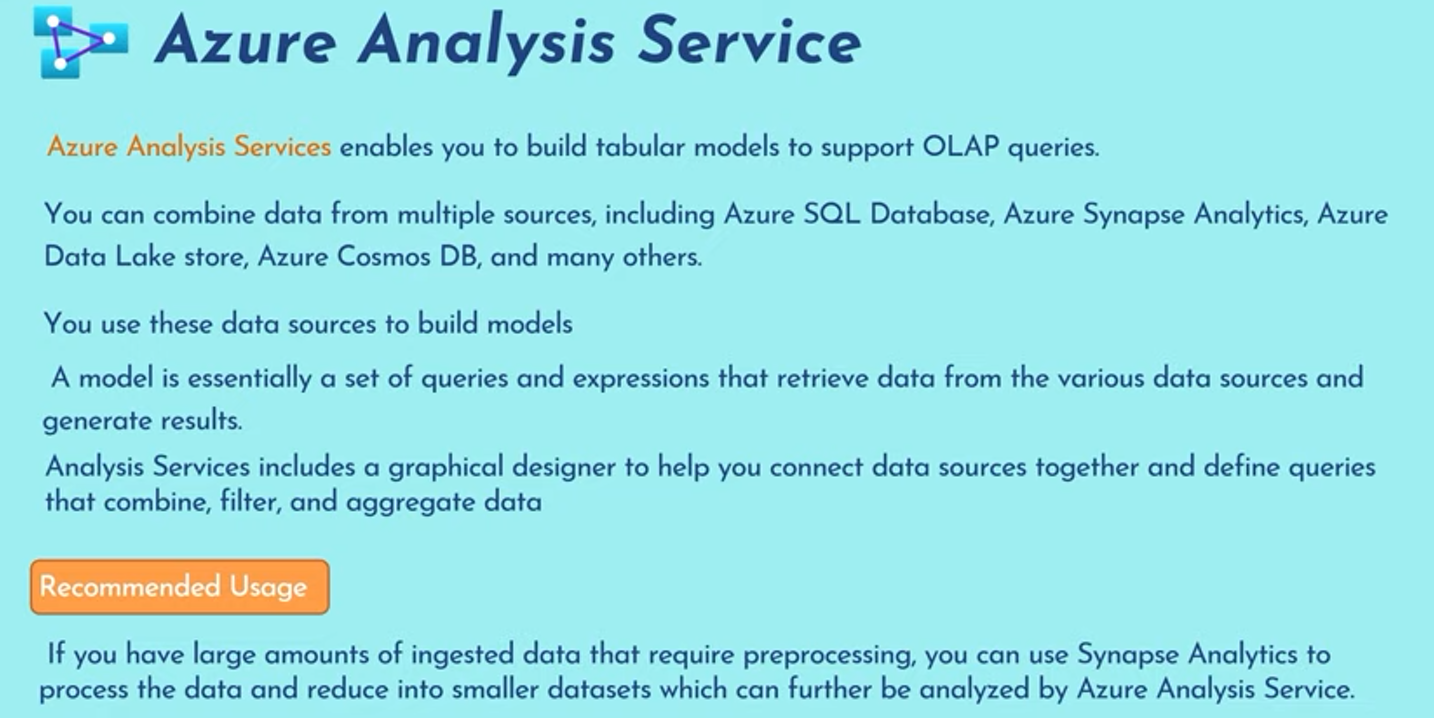 Azure Analysis Service
Azure Analysis Services enables you to build tabular models to support OLAP queries.
You can combine data from multiple sources, including Azure SQL Database, Azure Synapse Analytics, Azure
Data Lake store, Azure Cosmos DB, and many others.
You use these data sources to build models
A model is essentially a set of queries and expressions that retrieve data from the various data sources and
generate results.
Analysis Services includes a graphical designer to help you connect data sources together and define queries
that combine, filter, and aggregate data
Recommended Usage
If you have large amounts of ingested data that require preprocessing, you can use Synapse Analytics to
process the data and reduce into smaller datasets which can further be analyzed by Azure Analysis Service.